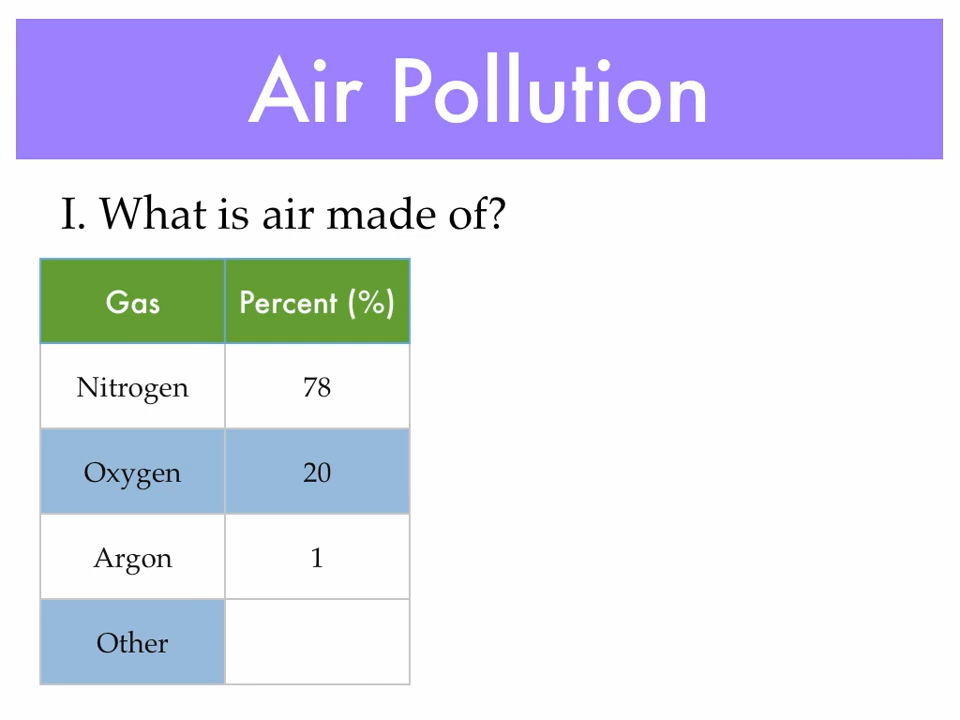 Air Pollution
I. What is air made of?
Gas Percent (%)
Nitrogen 78
Oxygen 20
Argon 1
Other